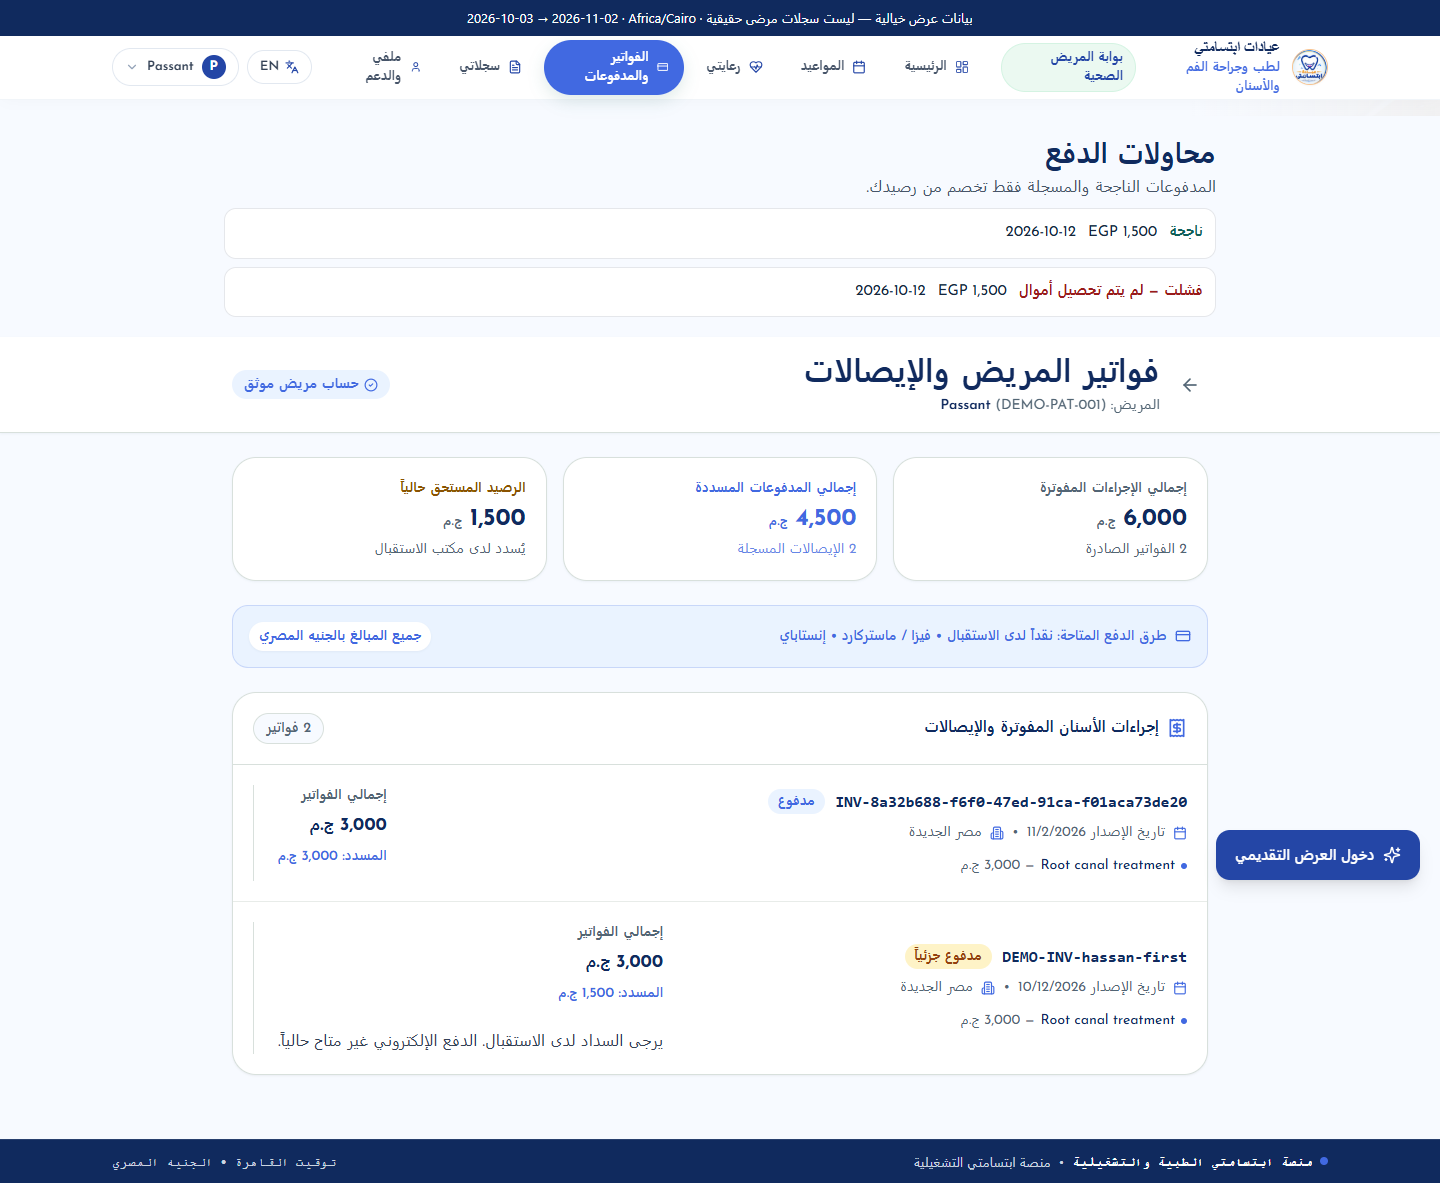 بيانات عرض خيالية — ليست سجلات مرضى حقيقية · 2026-10-03 → 2026-11-02 · Africa/Cairo
عيادات ابتسامتي
لطب وجراحة الفم والأسنان
بوابة المريض الصحية
الرئيسية
المواعيد
رعايتي
الفواتير والمدفوعات
سجلاتي
ملفي والدعم
EN
P Passant
محاولات الدفع
المدفوعات الناجحة والمسجلة فقط تخصم من رصيدك.
ناجحة EGP 1,500 2026-10-12
فشلت – لم يتم تحصيل أموال EGP 1,500 2026-10-12
فواتير المريض والإيصالات
المريض: Passant (DEMO-PAT-001)
حساب مريض موثق
إجمالي الإجراءات المفوترة
6,000 ج.م
2 الفواتير الصادرة
إجمالي المدفوعات المسددة
4,500 ج.م
2 الإيصالات المسجلة
الرصيد المستحق حالياً
1,500 ج.م
يُسدد لدى مكتب الاستقبال
طرق الدفع المتاحة: نقداً لدى الاستقبال • فيزا / ماستركارد • إنستاباي
جميع المبالغ بالجنيه المصري
إجراءات الأسنان المفوترة والإيصالات
2 فواتير
INV-8a32b688-f6f0-47ed-91ca-f01aca73de20 مدفوع
تاريخ الإصدار 11/2/2026 • مصر الجديدة
Root canal treatment – 3,000 ج.م
إجمالي الفواتير
3,000 ج.م
المسدد: 3,000 ج.م
DEMO-INV-hassan-first مدفوع جزئياً
تاريخ الإصدار 10/12/2026 • مصر الجديدة
Root canal treatment – 3,000 ج.م
إجمالي الفواتير
3,000 ج.م
المسدد: 1,500 ج.م
يرجى السداد لدى الاستقبال. الدفع الإلكتروني غير متاح حالياً.
دخول العرض التقديمي
منصة ابتسامتي الطبية والتشغيلية • منصة ابتسامتي التشغيلية
توقيت القاهرة • الجنيه المصري